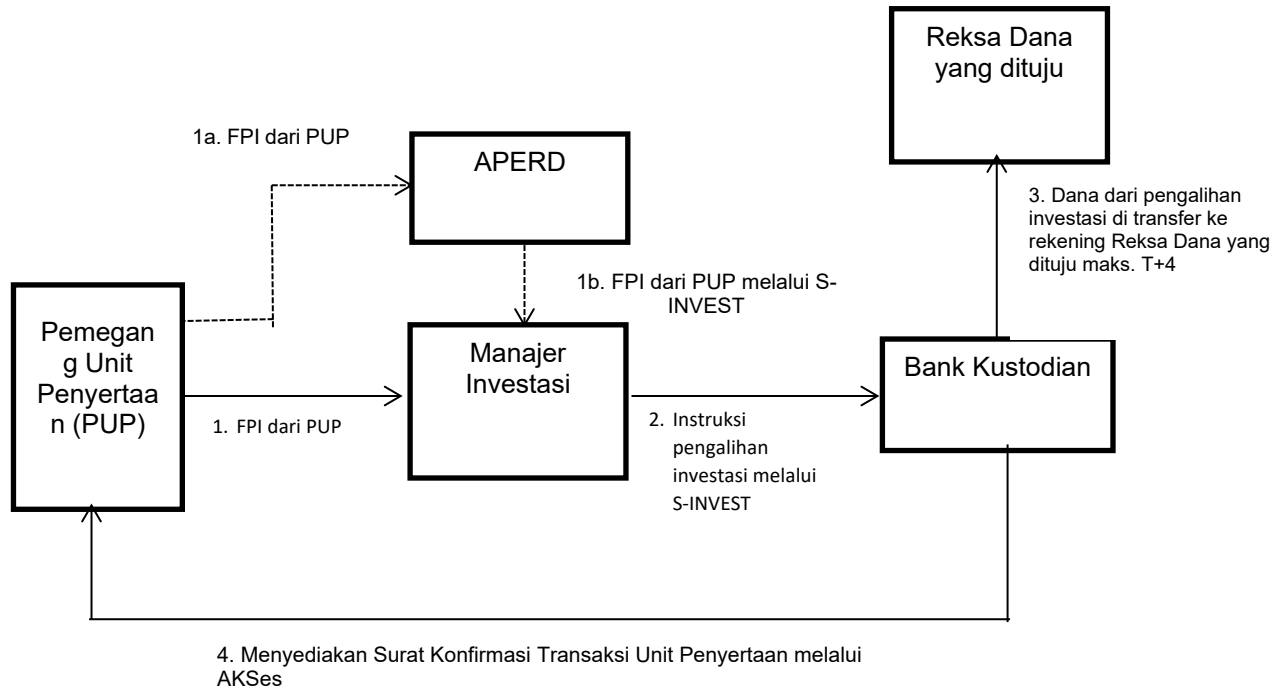 Reksa Dana
yang dituju
1a. FPI dari PUP
APERD
3. Dana dari pengalihan
investasi di transfer ke
rekening Reksa Dana yang
dituju maks. T+4
1b. FPI dari PUP melalui S-
INVEST
Pemegan
g Unit
Penyertaa
n (PUP)
Manajer
Investasi
Bank Kustodian
1. FPI dari PUP
2. Instruksi
pengalihan
investasi melalui
S-INVEST
4. Menyediakan Surat Konfirmasi Transaksi Unit Penyertaan melalui
AKSes